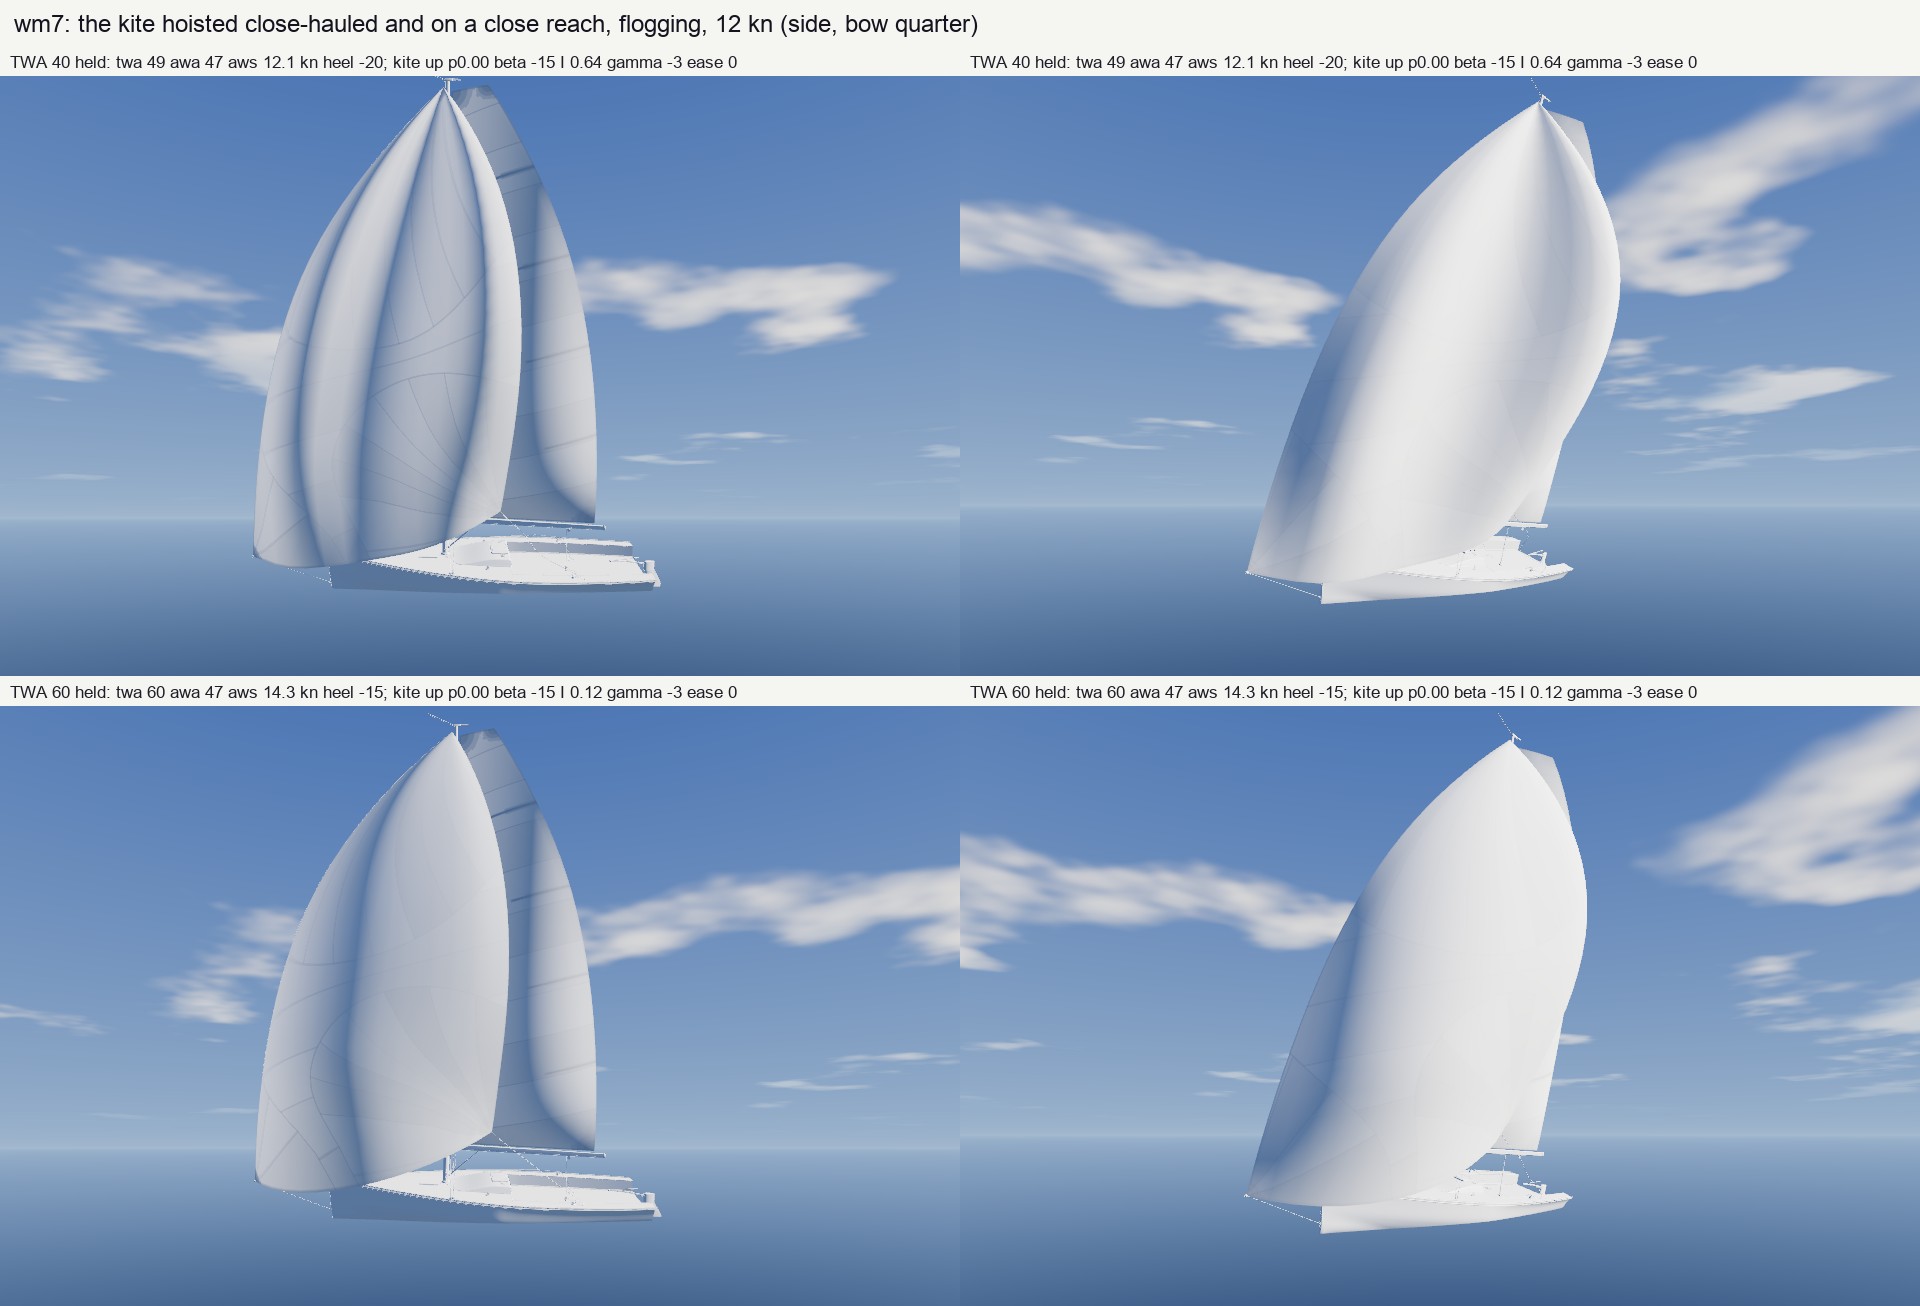 wm7: the kite hoisted close-hauled and on a close reach, flogging, 12 kn (side, bow quarter)
TWA 40 held: twa 49 awa 47 aws 12.1 kn heel -20; kite up p0.00 beta -15 l 0.64 gamma -3 ease 0
TWA 40 held: twa 49 awa 47 aws 12.1 kn heel -20; kite up p0.00 beta -15 l 0.64 gamma -3 ease 0
TWA 60 held: twa 60 awa 47 aws 14.3 kn heel -15; kite up p0.00 beta -15 l 0.12 gamma -3 ease 0
TWA 60 held: twa 60 awa 47 aws 14.3 kn heel -15; kite up p0.00 beta -15 l 0.12 gamma -3 ease 0